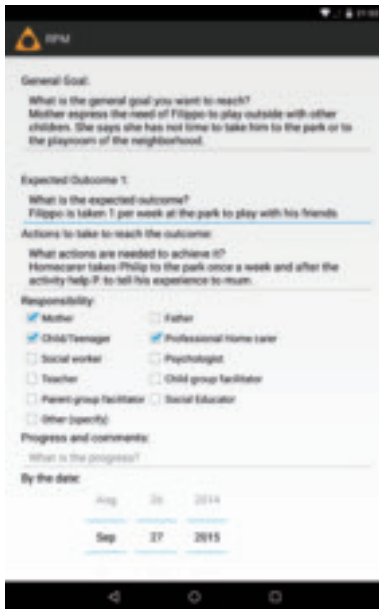 RPM
General Goal:
What is the general goal you want to reach?
Mother espress the need of Filippo to play outside with other
children. She says she has not time to take him to the park or to
the playroom of the neighborhood.
Expected Outcome 1:
What is the expected outcome?
Filippo is taken 1 per week at the park to play with his friends
Actions to take to reach the outcome:
What actions are needed to achieve it?
Homecarer takes Philip to the park once a week and after the
activity help P. to tell his experience to mum.
Responsibility:
Mother Father
Child/Teenager Professional Home carer
Social worker Psychologist
Teacher Child group facilitator
Parent group facilitator Social Educator
Other (specify)
Progress and comments:
What is the progress?
By the date:
Aug 26 2014
Sep 27 2015